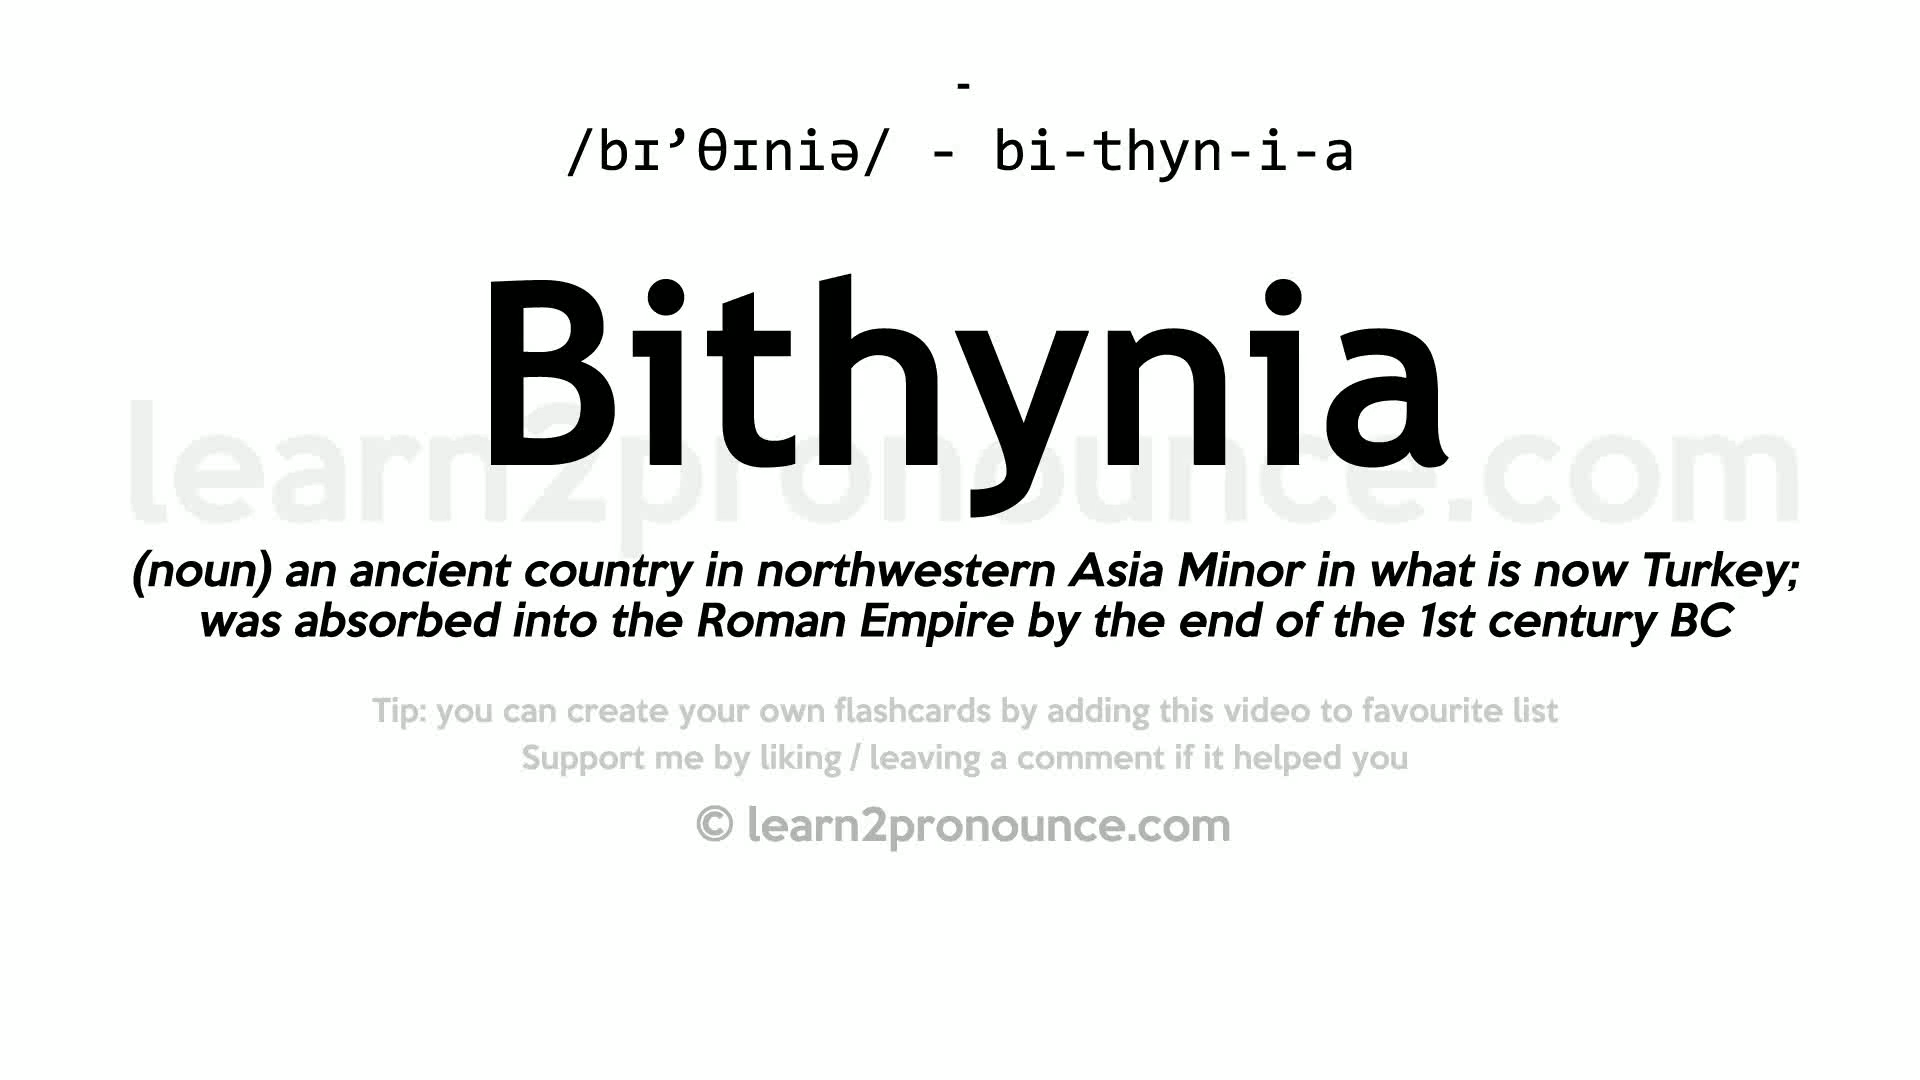 -
/bɪ’θɪniə/ - bi-thyn-i-a
Bithynia
learn2pronounce.com
(noun) an ancient country in northwestern Asia Minor in what is now Turkey;
was absorbed into the Roman Empire by the end of the 1st century BC
Tip: you can create your own flashcards by adding this video to favourite list
Support me by liking / leaving a comment if it helped you
© learn2pronounce.com